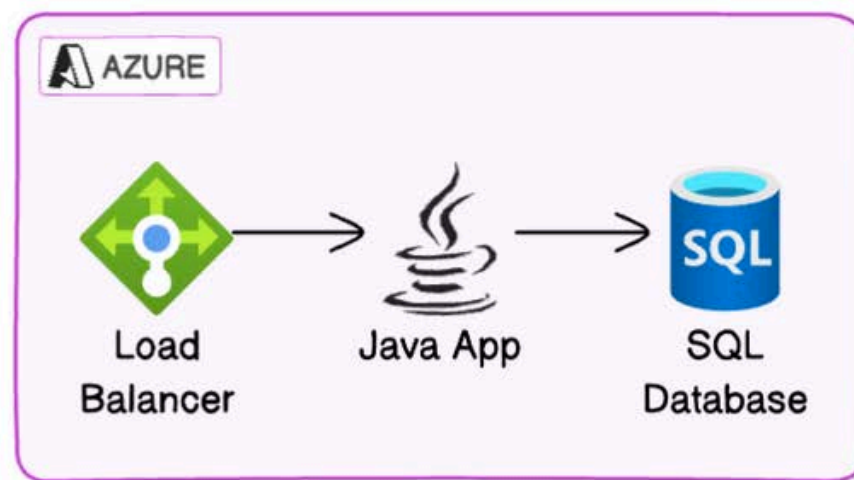 AZURE
Load
Balancer
Java App
SQL
SQL
Database